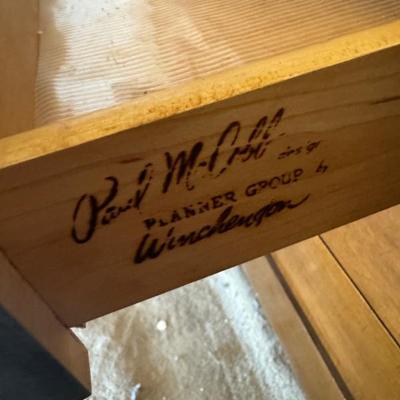 Paul McCobb design
PLANNER GROUP by
Winchendon